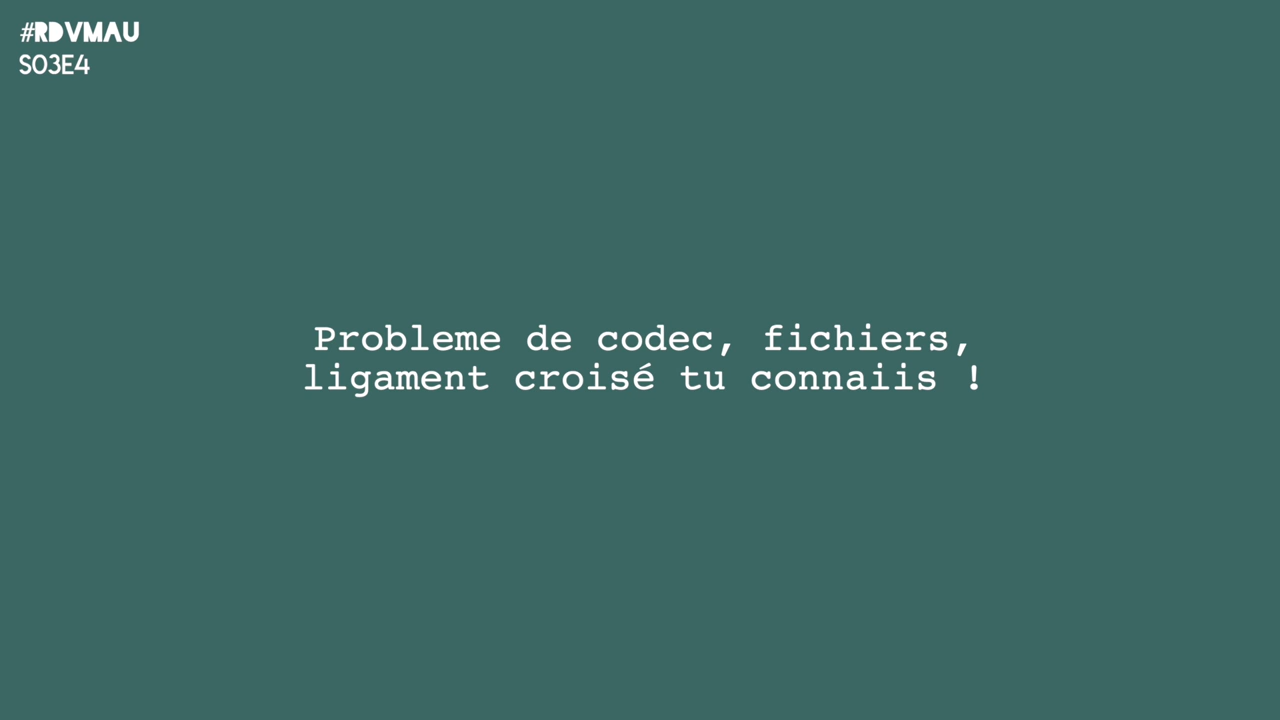 #RDVMAU
S03E4
Probleme de codec, fichiers,
ligament croisé tu connaiis !